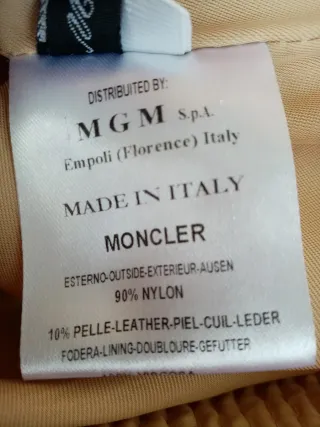 DISTRIBUITED BY:
MGM S.p.A.
Empoli (Florence) Italy
MADE IN ITALY
MONCLER
ESTERNO-OUTSIDE-EXTERIEUR-AUSEN
90% NYLON
10% PELLE-LEATHER-PIEL-CUIL-LEDER
FODERA-LINING-DOUBLOURE-GEFUTTER